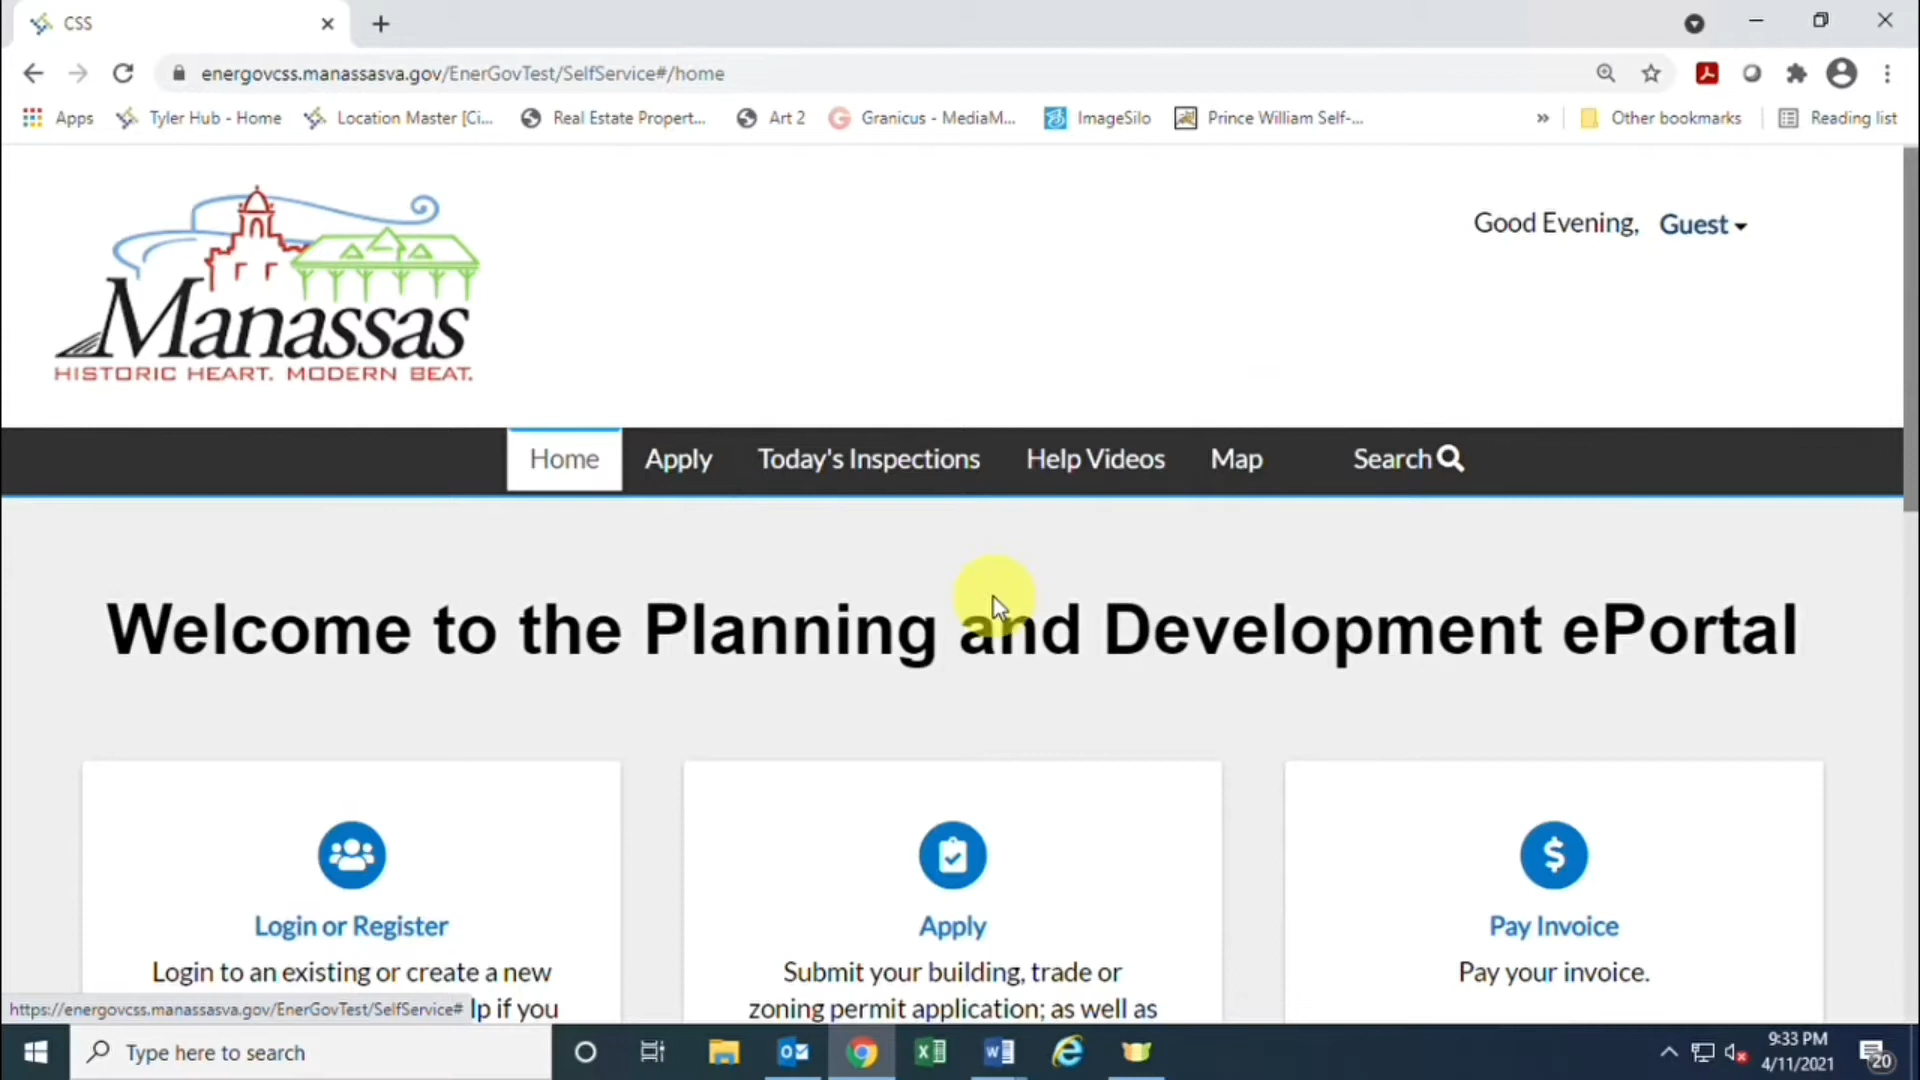 CSS
energovcss.manassasva.gov/EnerGovTest/SelfService#/home
Apps Tyler Hub - Home Location Master [Ci... Real Estate Propert... Art 2 Granicus - MediaM... ImageSilo Prince William Self-... » Other bookmarks Reading list
Good Evening, Guest
Manassas
HISTORIC HEART. MODERN BEAT.
Home Apply Today's Inspections Help Videos Map Search
Welcome to the Planning and Development ePortal
Login or Register
Login to an existing or create a new
lp if you
Apply
Submit your building, trade or
zoning permit application; as well as
Pay Invoice
Pay your invoice.
https://energovcss.manassasva.gov/EnerGovTest/SelfService#
Type here to search
9:33 PM
4/11/2021
20